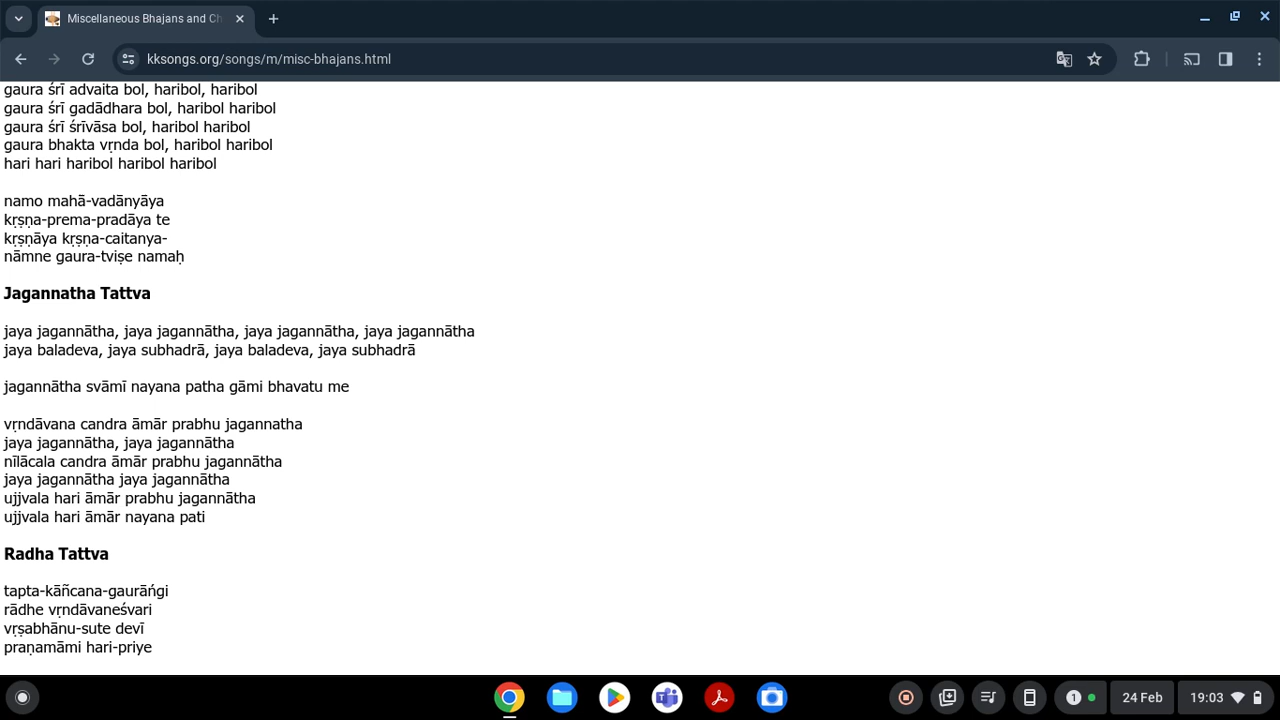 Miscellaneous Bhajans and Ch
kksongs.org/songs/m/misc-bhajans.html
gaura śrī advaita bol, haribol, haribol
gaura śrī gadādhara bol, haribol haribol
gaura śrī śrīvāsa bol, haribol haribol
gaura bhakta vṛnda bol, haribol haribol
hari hari haribol haribol haribol
namo mahā-vadānyāya
kṛṣṇa-prema-pradāya te
kṛṣṇāya kṛṣṇa-caitanya-
nāmne gaura-tviṣe namaḥ
Jagannatha Tattva
jaya jagannātha, jaya jagannātha, jaya jagannātha, jaya jagannātha
jaya baladeva, jaya subhadrā, jaya baladeva, jaya subhadrā
jagannātha svāmī nayana patha gāmi bhavatu me
vṛndāvana candra āmār prabhu jagannatha
jaya jagannātha, jaya jagannātha
nīlācala candra āmār prabhu jagannātha
jaya jagannātha jaya jagannātha
ujjvala hari āmār prabhu jagannātha
ujjvala hari āmār nayana pati
Radha Tattva
tapta-kāñcana-gaurāńgi
rādhe vṛndāvaneśvari
vṛṣabhānu-sute devī
praṇamāmi hari-priye
1
24 Feb
19:03